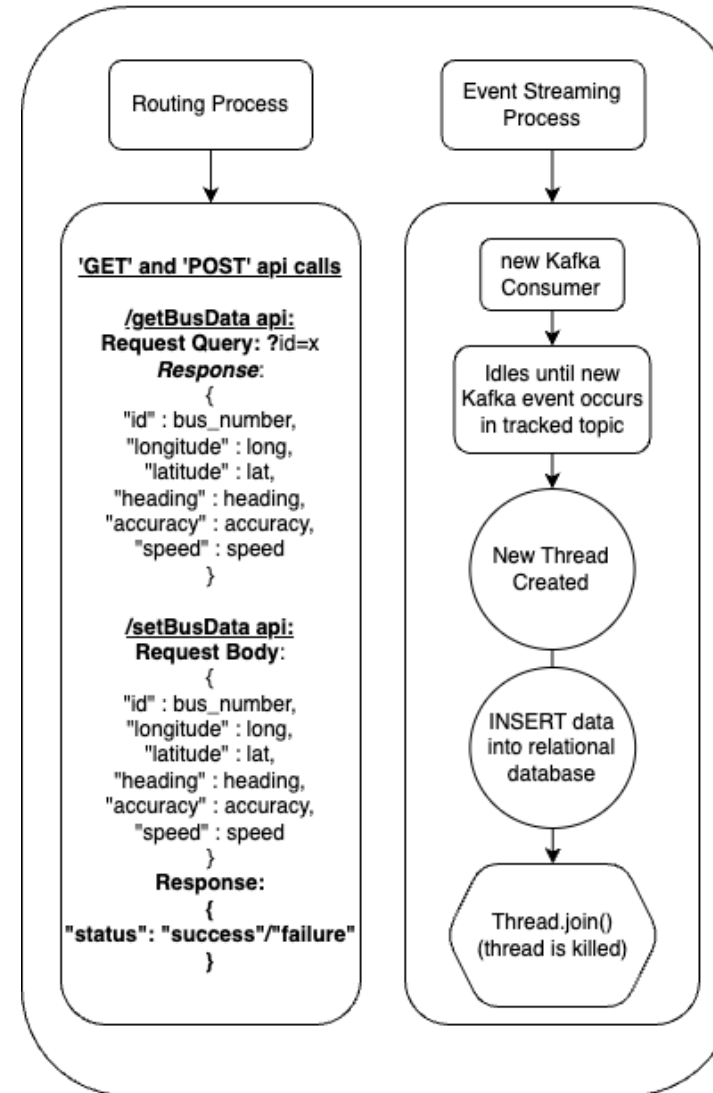 Routing Process
'GET' and 'POST' api calls
/getBusData api:
Request Query: ?id=x
Response:
{
"id" : bus_number,
"longitude" : long,
"latitude" : lat,
"heading" : heading,
"accuracy" : accuracy,
"speed" : speed
}
/setBusData api:
Request Body:
{
"id" : bus_number,
"longitude" : long,
"latitude" : lat,
"heading" : heading,
"accuracy" : accuracy,
"speed" : speed
}
Response:
{
"status": "success"/"failure"
}
Event Streaming
Process
new Kafka
Consumer
Idles until new
Kafka event occurs
in tracked topic
New Thread
Created
INSERT data
into relational
database
Thread.join()
(thread is killed)